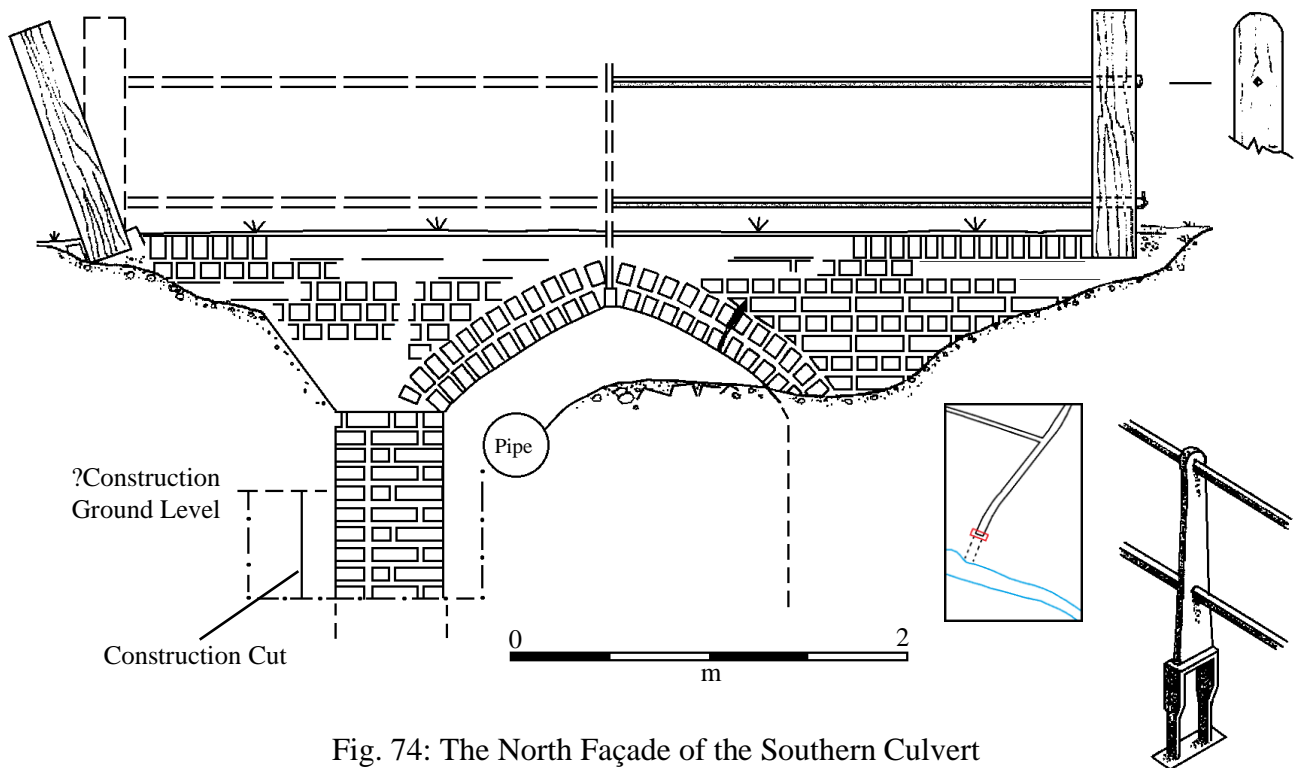 Pipe
?Construction
Ground Level
Construction Cut
0 2
m
Fig. 74: The North Façade of the Southern Culvert